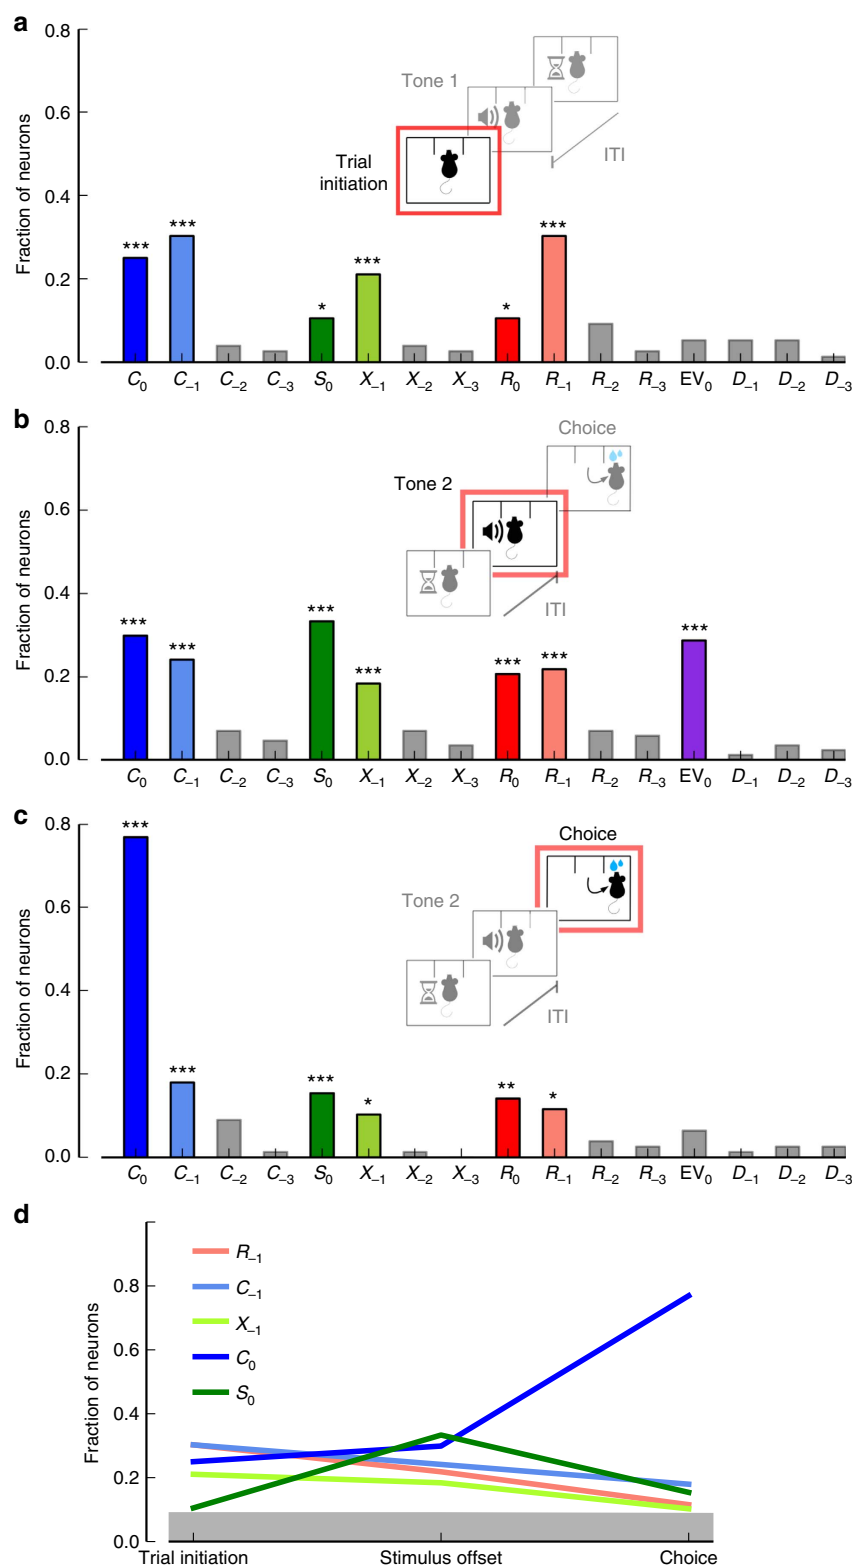 a
0.8
0.6
0.4
0.2
0.0
Fraction of neurons
Tone 1
Trial
initiation
ITI
*** *** * *** * ***
C0 C–1 C–2 C–3 S0 X–1 X–2 X–3 R0 R–1 R–2 R–3 EV0 D–1 D–2 D–3
b
0.8
0.6
0.4
0.2
0.0
Fraction of neurons
Choice
Tone 2
ITI
*** *** *** *** *** *** ***
C0 C–1 C–2 C–3 S0 X–1 X–2 X–3 R0 R–1 R–2 R–3 EV0 D–1 D–2 D–3
c
0.8
0.6
0.4
0.2
0.0
Fraction of neurons
Choice
Tone 2
ITI
*** *** *** * ** *
C0 C–1 C–2 C–3 S0 X–1 X–2 X–3 R0 R–1 R–2 R–3 EV0 D–1 D–2 D–3
d
0.8
0.4
0.2
0.0
Fraction of neurons
R–1
C–1
X–1
C0
S0
Trial initiation Stimulus offset Choice